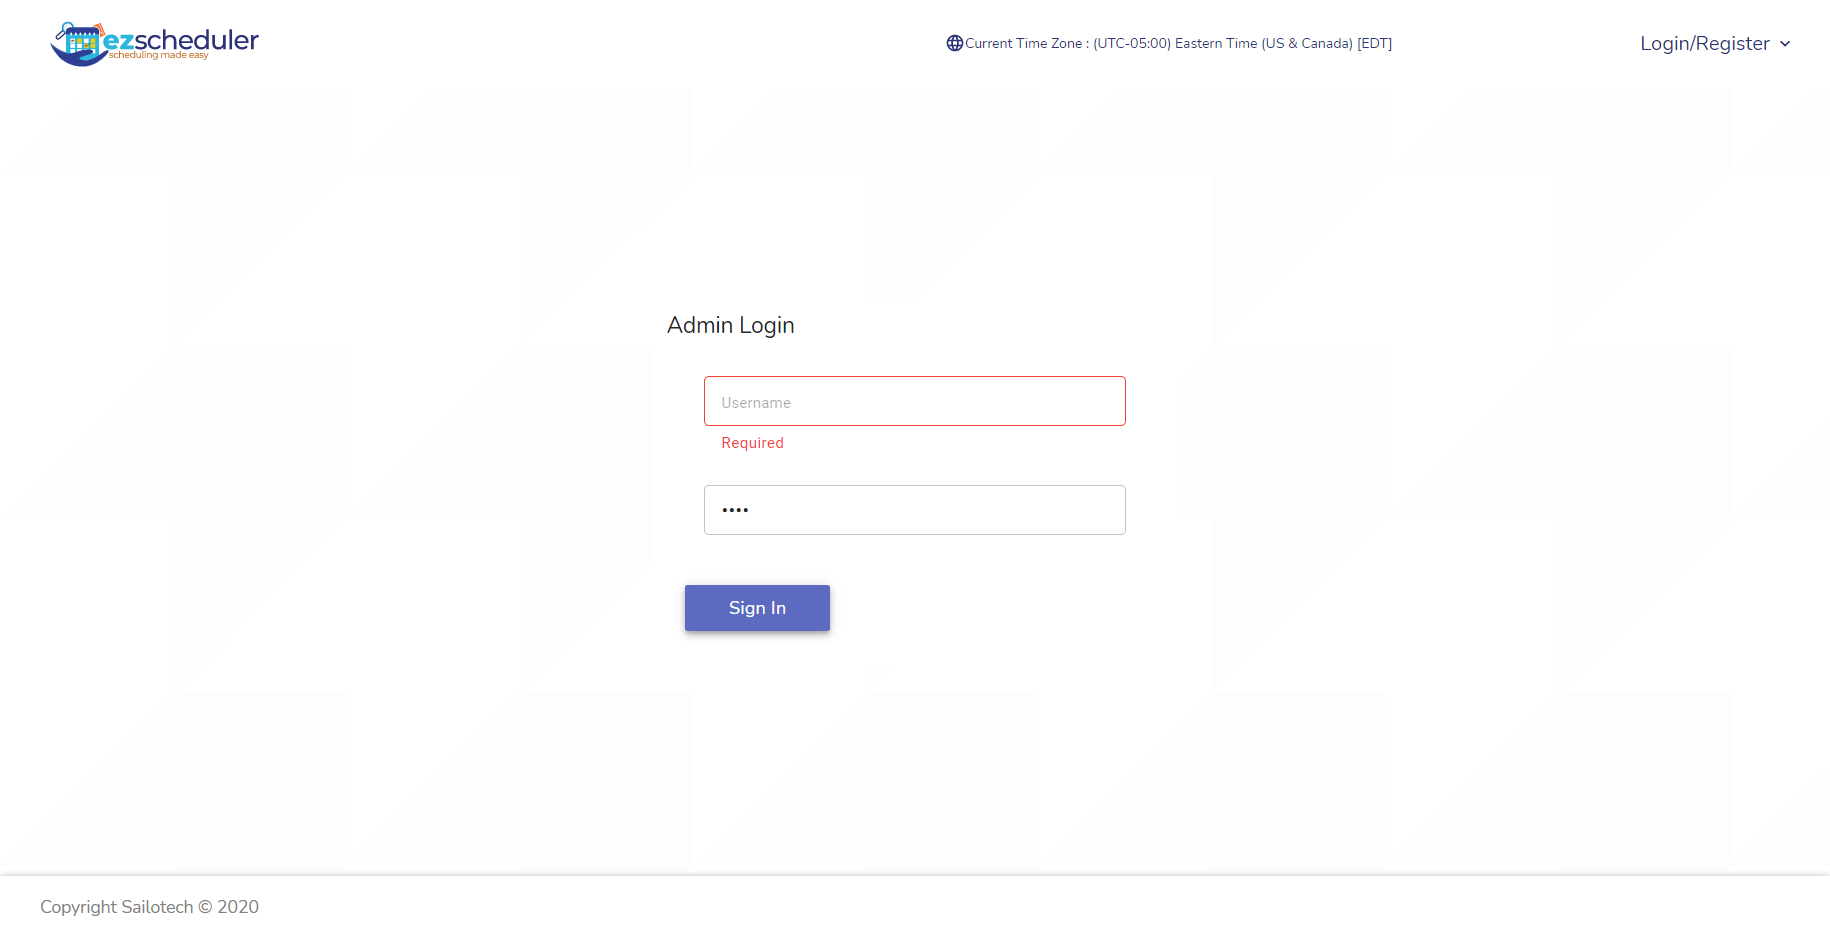 ezscheduler
scheduling made easy
Current Time Zone : (UTC-05:00) Eastern Time (US & Canada) [EDT]
Login/Register
Admin Login
Username
Required
••••
Sign In
Copyright Sailotech © 2020